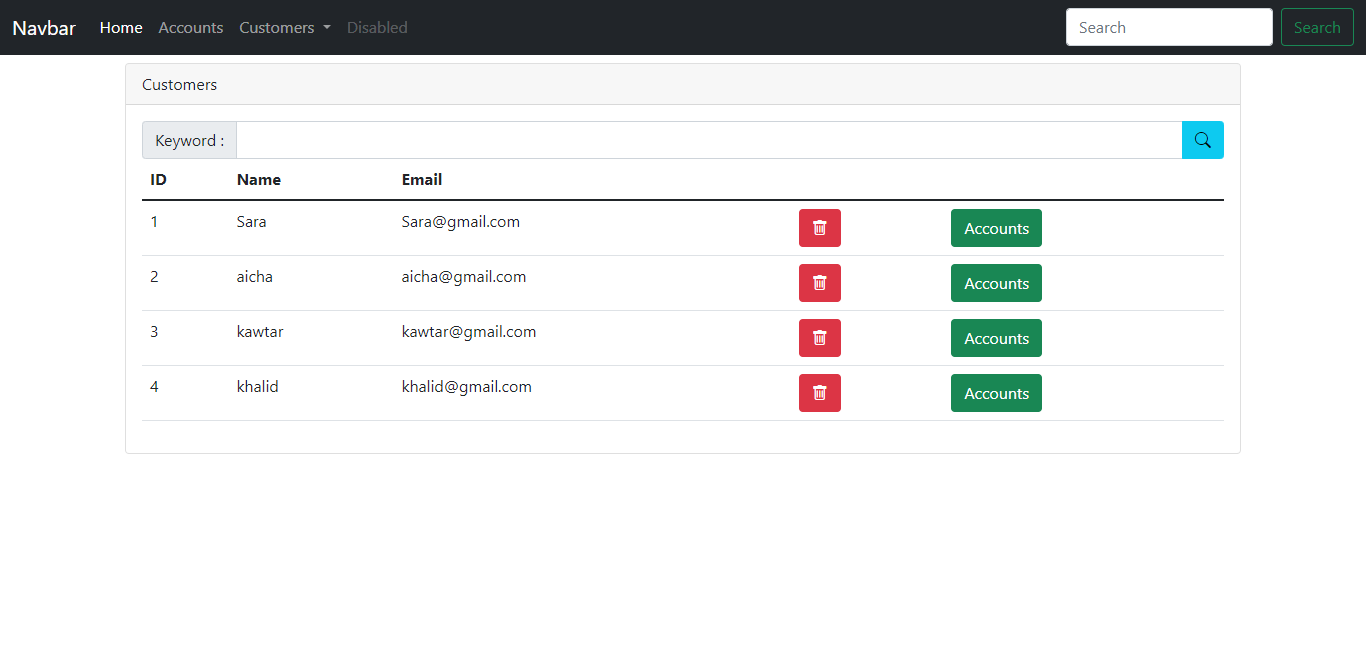 Navbar Home Accounts Customers Disabled Search Search
Customers
Keyword :
ID Name Email
1 Sara Sara@gmail.com Accounts
2 aicha aicha@gmail.com Accounts
3 kawtar kawtar@gmail.com Accounts
4 khalid khalid@gmail.com Accounts